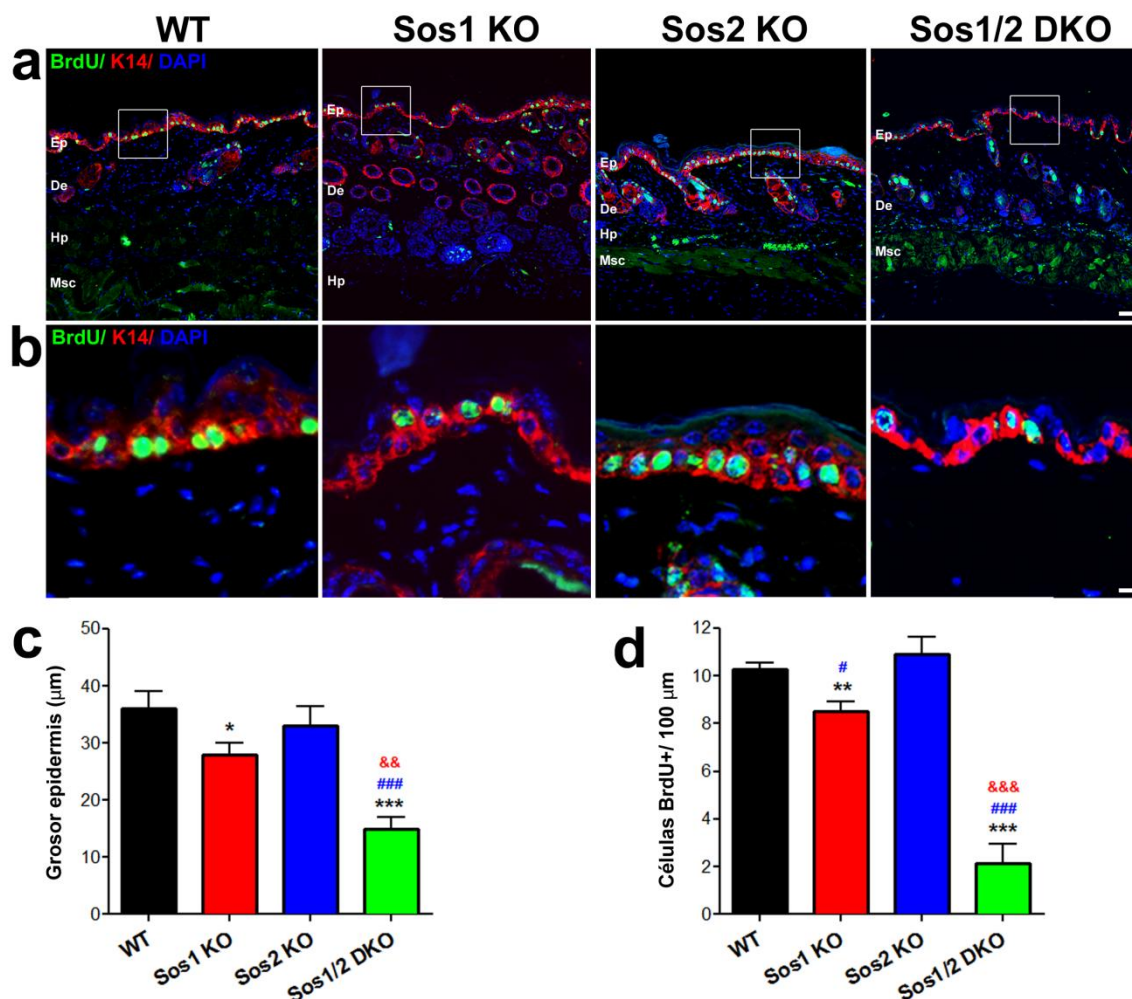 WT
Sos1 KO
Sos2 KO
Sos1/2 DKO
a
BrdU/ K14/ DAPI
Ep
De
Hp
Msc
Ep
De
Hp
Ep
De
Hp
Ep
De
Msc
b
BrdU/ K14/ DAPI
c
Grosor epidermis (μm)
50
40
30
20
10
0
*
&&
###
***
WT
Sos1 KO
Sos2 KO
Sos1/2 DKO
d
Células BrdU+/ 100 μm
12
10
8
6
4
2
0
#
**
&&&
###
***
WT
Sos1 KO
Sos2 KO
Sos1/2 DKO